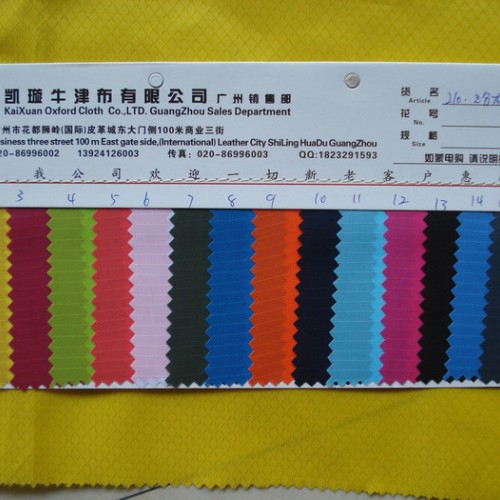 凯璇牛津布有限公司 广州销售部
KaiXuan Oxford Cloth Co.,LTD. GuangZhou Sales Department
州市花都狮岭(国际)皮革城东大门侧100米商业三街
siness three street 100 m East gate side,(International) Leather City ShiLing HuaDu GuangZhou
020-86996002 13924126003 传真: 020-86996003 QQ:1823291593
货名
Article 210.
花号
No.
规格
Size
如蒙电购 请
我公司欢迎一切新老客户惠
3 4 5 6 7 8 9 10 11 12 13 14